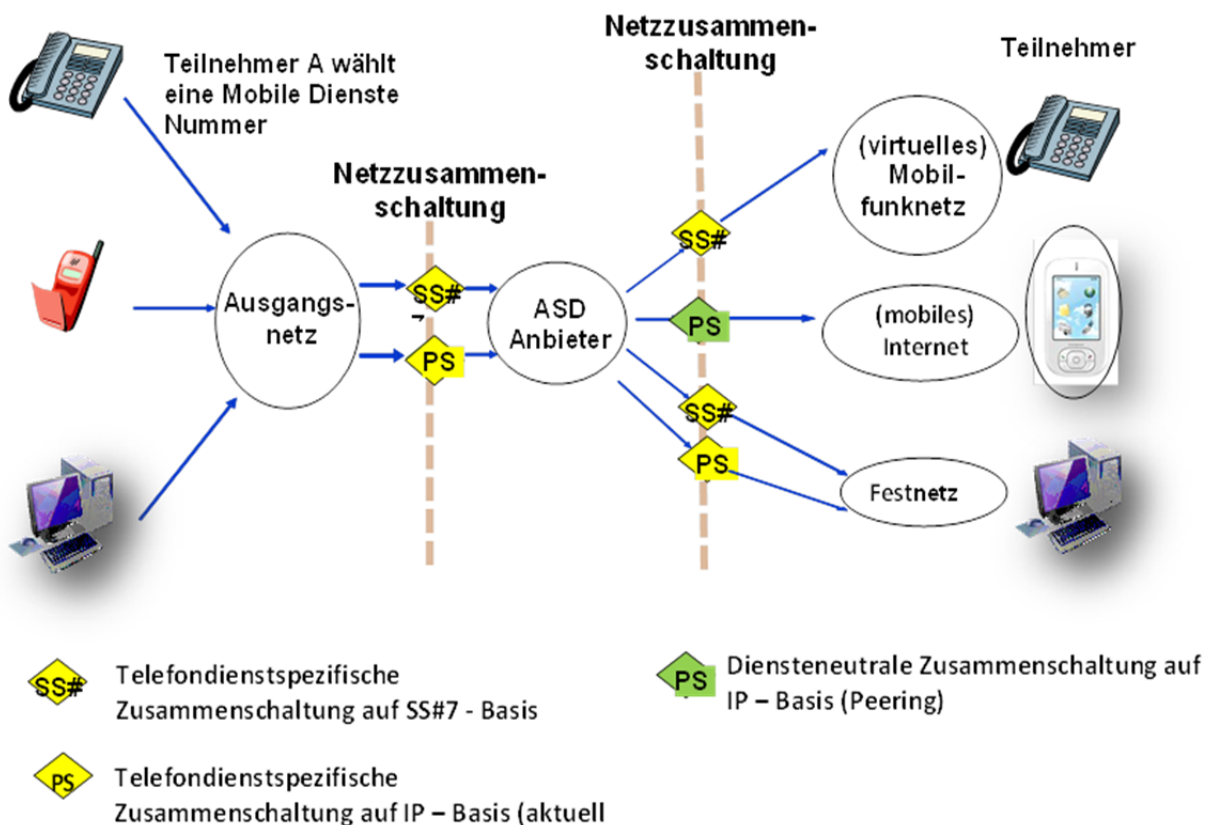 Teilnehmer A wählt
eine Mobile Dienste
Nummer
Netzzusammen-
schaltung
Netzzusammen-
schaltung
Teilnehmer
Ausgangs-
netz
SS#
7
PS
ASD
Anbieter
SS#
PS
SS#
PS
(virtuelles)
Mobil-
funknetz
(mobiles)
Internet
Festnetz
SS#
Telefondienstspezifische
Zusammenschaltung auf SS#7 - Basis
PS
Diensteneutrale Zusammenschaltung auf
IP – Basis (Peering)
PS
Telefondienstspezifische
Zusammenschaltung auf IP – Basis (aktuell